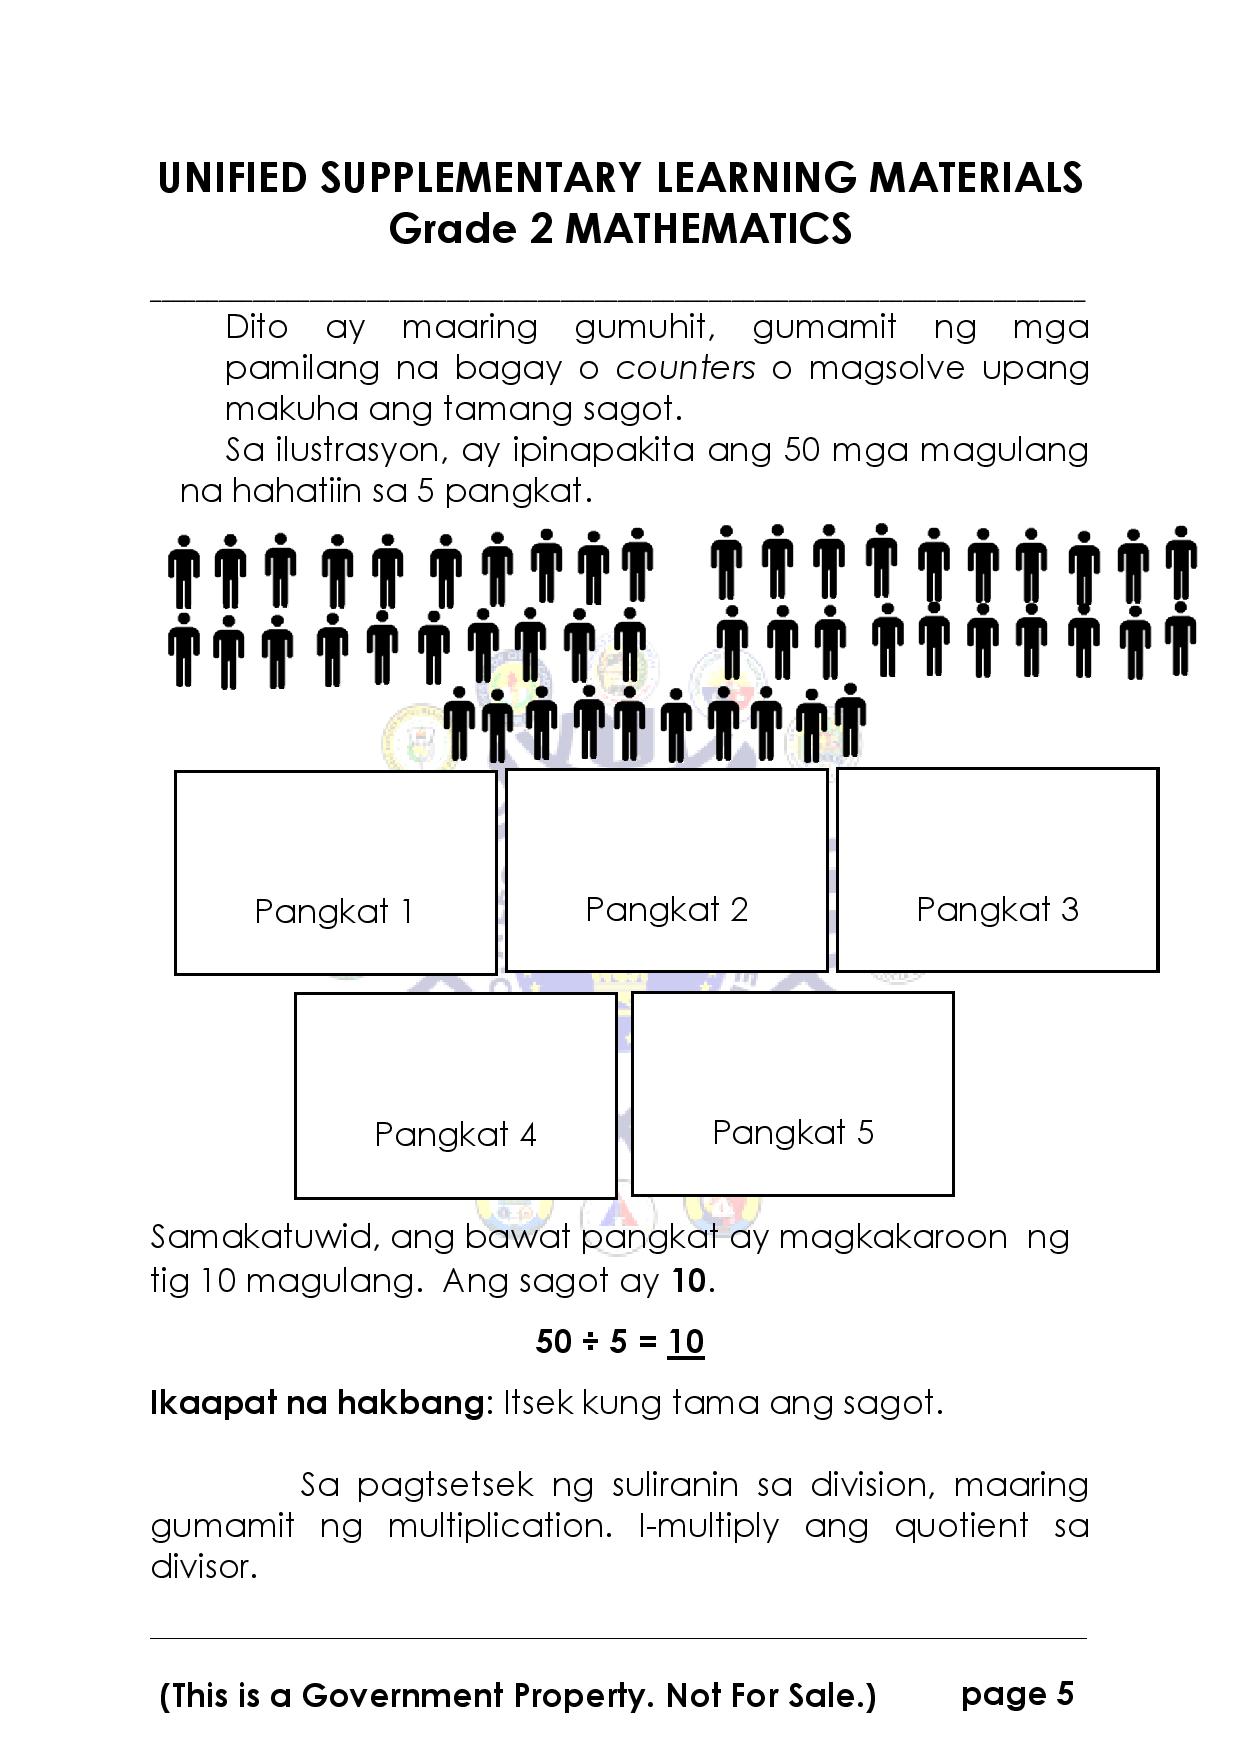 UNIFIED SUPPLEMENTARY LEARNING MATERIALS
Grade 2 MATHEMATICS
Dito ay maaring gumuhit, gumamit ng mga
pamilang na bagay o counters o magsolve upang
makuha ang tamang sagot.
Sa ilustrasyon, ay ipinapakita ang 50 mga magulang
na hahatiin sa 5 pangkat.
Pangkat 1
Pangkat 2
Pangkat 3
Pangkat 4
Pangkat 5
Samakatuwid, ang bawat pangkat ay magkakaroon ng
tig 10 magulang. Ang sagot ay 10.
50 ÷ 5 = 10
Ikaapat na hakbang: Itsek kung tama ang sagot.
Sa pagtsetsek ng suliranin sa division, maaring
gumamit ng multiplication. I-multiply ang quotient sa
divisor.
(This is a Government Property. Not For Sale.) page 5